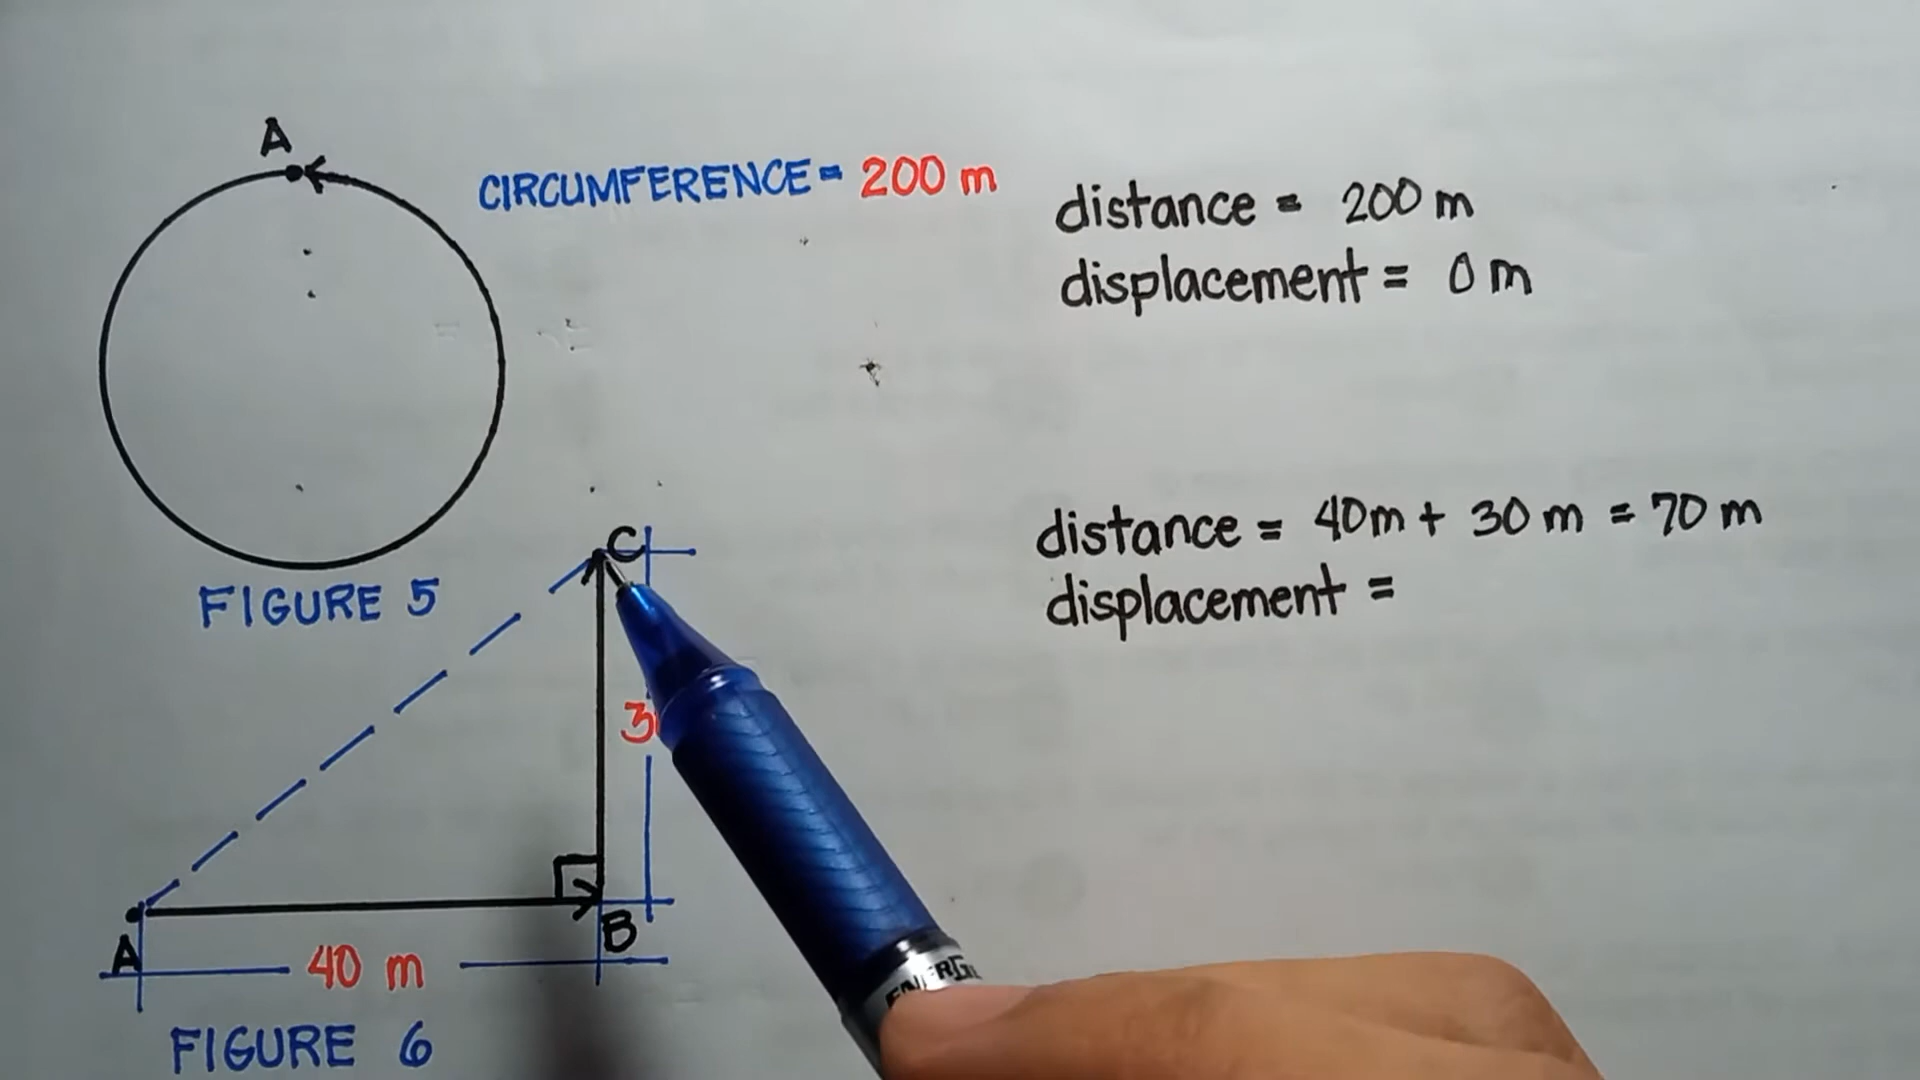 A
CIRCUMFERENCE = 200 m
distance = 200 m
displacement = 0 m
FIGURE 5
C
distance = 40m + 30 m = 70 m
displacement =
B
A
40 m
FIGURE 6